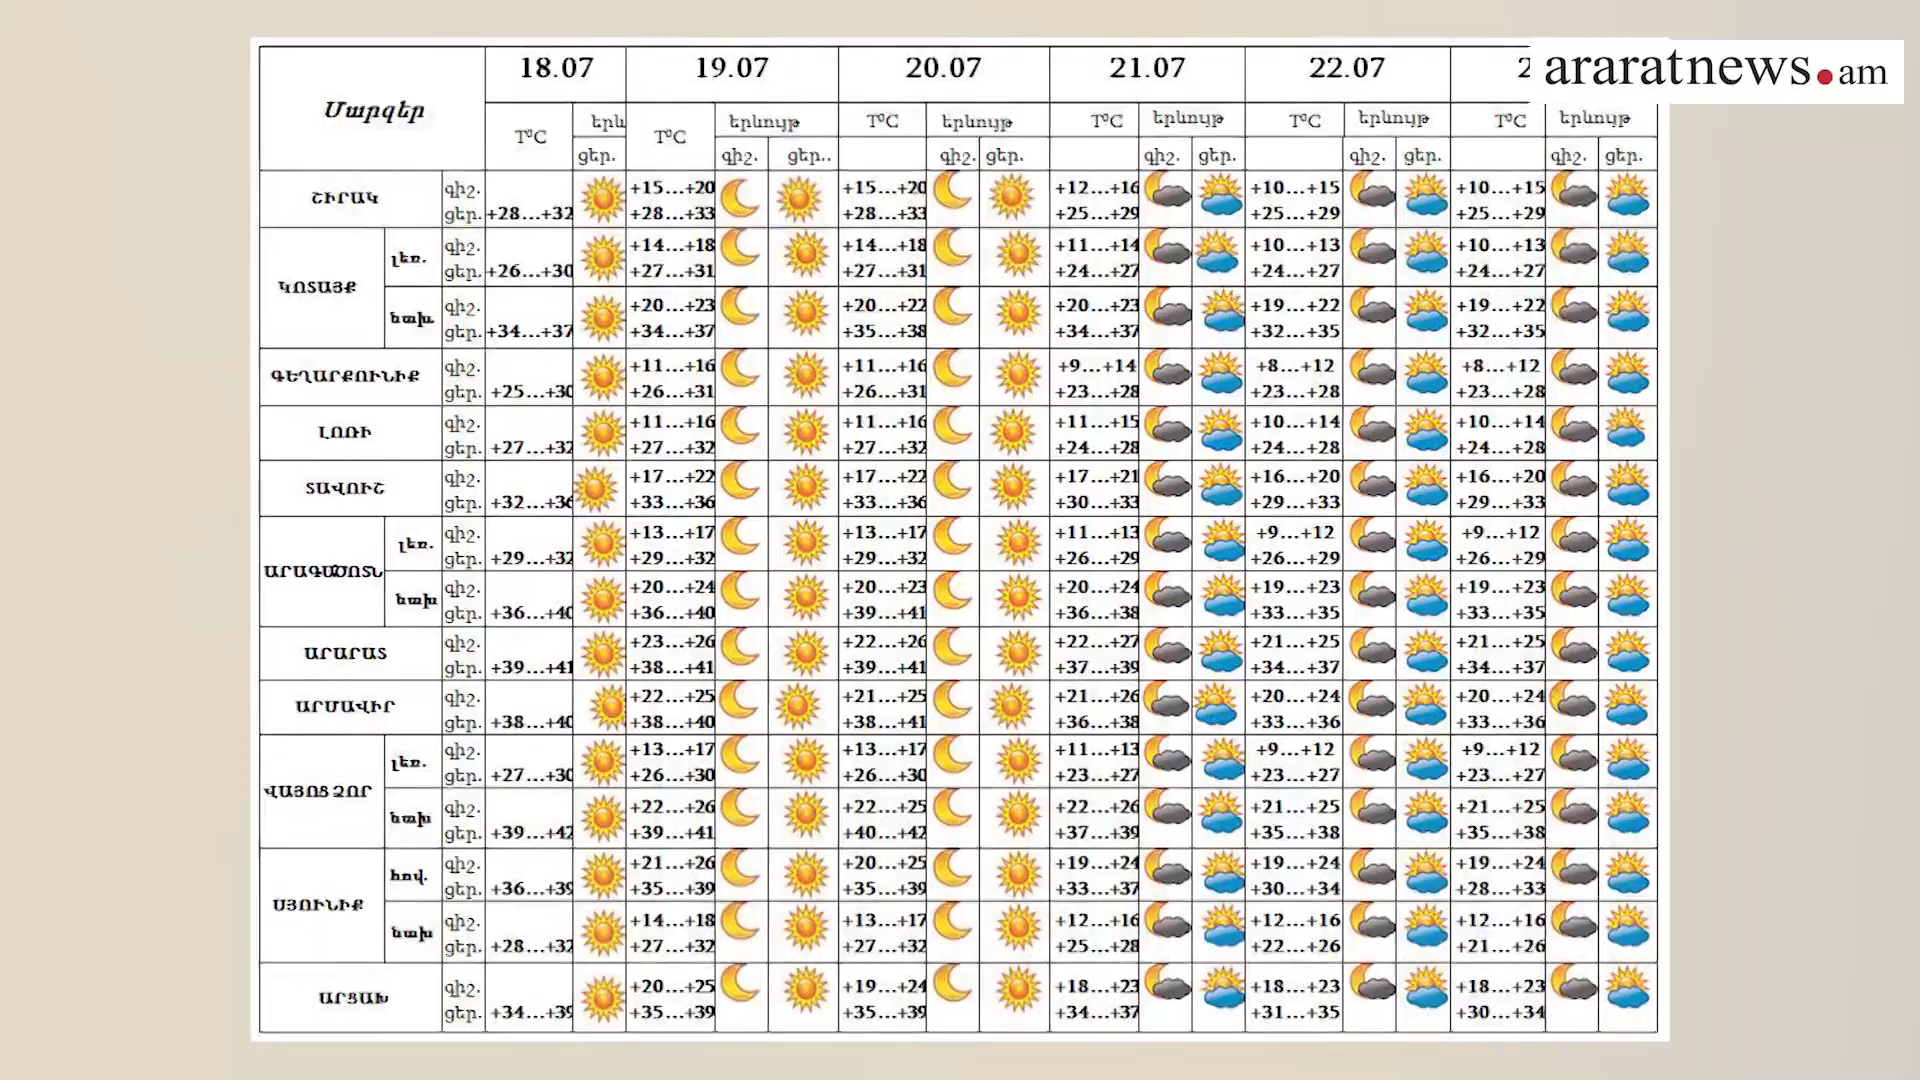 araratnews.am
18.07 19.07 20.07 21.07 22.07 2
Մարզեր
T⁰C երև T⁰C երևույթ T⁰C երևույթ T⁰C երևույթ T⁰C երևույթ T⁰C երևույթ
ցեր. գիշ. ցեր.. գիշ. ցեր. գիշ. ցեր. գիշ. ցեր. գիշ. ցեր.
ՇԻՐԱԿ
գիշ. +15…+20 +15…+20 +12…+16 +10…+15 +10…+15
ցեր. +28…+32 +28…+33 +28…+33 +25…+29 +25…+29 +25…+29
ԿՈՏԱՅՔ
լեռ.
գիշ. +14…+18 +14…+18 +11…+14 +10…+13 +10…+13
ցեր. +26…+30 +27…+31 +27…+31 +24…+27 +24…+27 +24…+27
նախ.
գիշ. +20…+23 +20…+22 +20…+23 +19…+22 +19…+22
ցեր. +34…+37 +34…+37 +35…+38 +34…+37 +32…+35 +32…+35
ԳԵՂԱՐՔՈՒՆԻՔ
գիշ. +11…+16 +11…+16 +9…+14 +8…+12 +8…+12
ցեր. +25…+30 +26…+31 +26…+31 +23…+28 +23…+28 +23…+28
ԼՈՌԻ
գիշ. +11…+16 +11…+16 +11…+15 +10…+14 +10…+14
ցեր. +27…+32 +27…+32 +27…+32 +24…+28 +24…+28 +24…+28
ՏԱՎՈՒՇ
գիշ. +17…+22 +17…+22 +17…+21 +16…+20 +16…+20
ցեր. +32…+36 +33…+36 +33…+36 +30…+33 +29…+33 +29…+33
ԱՐԱԳԱԾՈՏՆ
լեռ.
գիշ. +13…+17 +13…+17 +11…+13 +9…+12 +9…+12
ցեր. +29…+32 +29…+32 +29…+32 +26…+29 +26…+29 +26…+29
նախ
գիշ. +20…+24 +20…+23 +20…+24 +19…+23 +19…+23
ցեր. +36…+40 +36…+40 +39…+41 +36…+38 +33…+35 +33…+35
ԱՐԱՐԱՏ
գիշ. +23…+26 +22…+26 +22…+27 +21…+25 +21…+25
ցեր. +39…+41 +38…+41 +39…+41 +37…+39 +34…+37 +34…+37
ԱՐՄԱՎԻՐ
գիշ. +22…+25 +21…+25 +21…+26 +20…+24 +20…+24
ցեր. +38…+40 +38…+40 +38…+41 +36…+38 +33…+36 +33…+36
ՎԱՅՈՑ ՁՈՐ
լեռ.
գիշ. +13…+17 +13…+17 +11…+13 +9…+12 +9…+12
ցեր. +27…+30 +26…+30 +26…+30 +23…+27 +23…+27 +23…+27
նախ
գիշ. +22…+26 +22…+25 +22…+26 +21…+25 +21…+25
ցեր. +39…+42 +39…+41 +40…+42 +37…+39 +35…+38 +35…+38
ՍՅՈՒՆԻՔ
հով.
գիշ. +21…+26 +20…+25 +19…+24 +19…+24 +19…+24
ցեր. +36…+39 +35…+39 +35…+39 +33…+37 +30…+34 +28…+33
նախ
գիշ. +14…+18 +13…+17 +12…+16 +12…+16 +12…+16
ցեր. +28…+32 +27…+32 +27…+32 +25…+28 +22…+26 +21…+26
ԱՐՑԱԽ
գիշ. +20…+25 +19…+24 +18…+23 +18…+23 +18…+23
ցեր. +34…+39 +35…+39 +35…+39 +34…+37 +31…+35 +30…+34